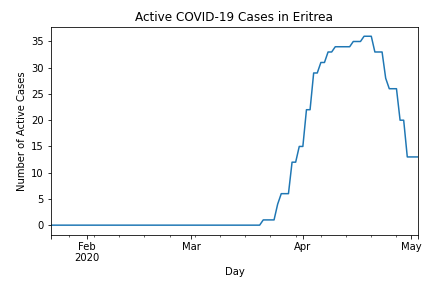 Active COVID-19 Cases in Eritrea
Number of Active Cases
35
30
25
20
15
10
5
0
Feb
2020
Mar
Apr
May
Day